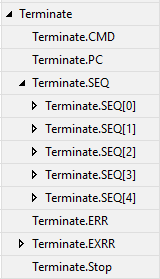 Terminate
Terminate.CMD
Terminate.PC
Terminate.SEQ
Terminate.SEQ[0]
Terminate.SEQ[1]
Terminate.SEQ[2]
Terminate.SEQ[3]
Terminate.SEQ[4]
Terminate.ERR
Terminate.EXRR
Terminate.Stop